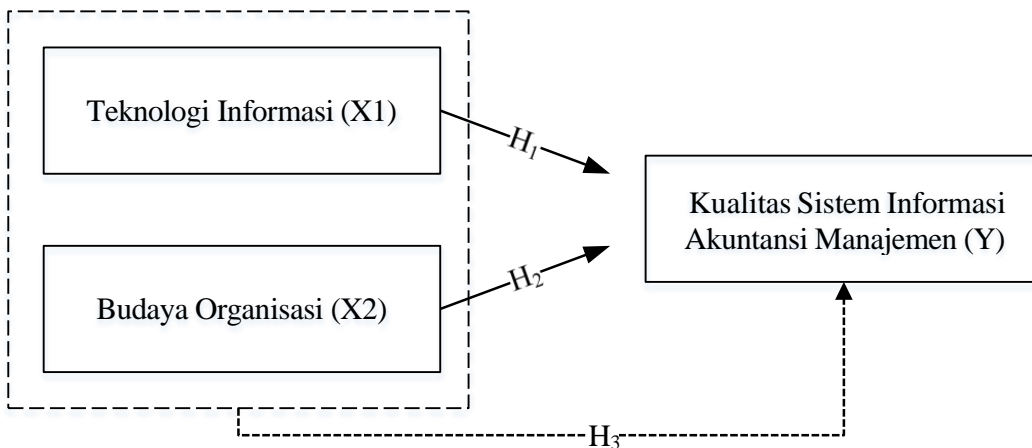 Teknologi Informasi (X1)
H₁
Kualitas Sistem Informasi
Akuntansi Manajemen (Y)
Budaya Organisasi (X2)
H₂
H₃